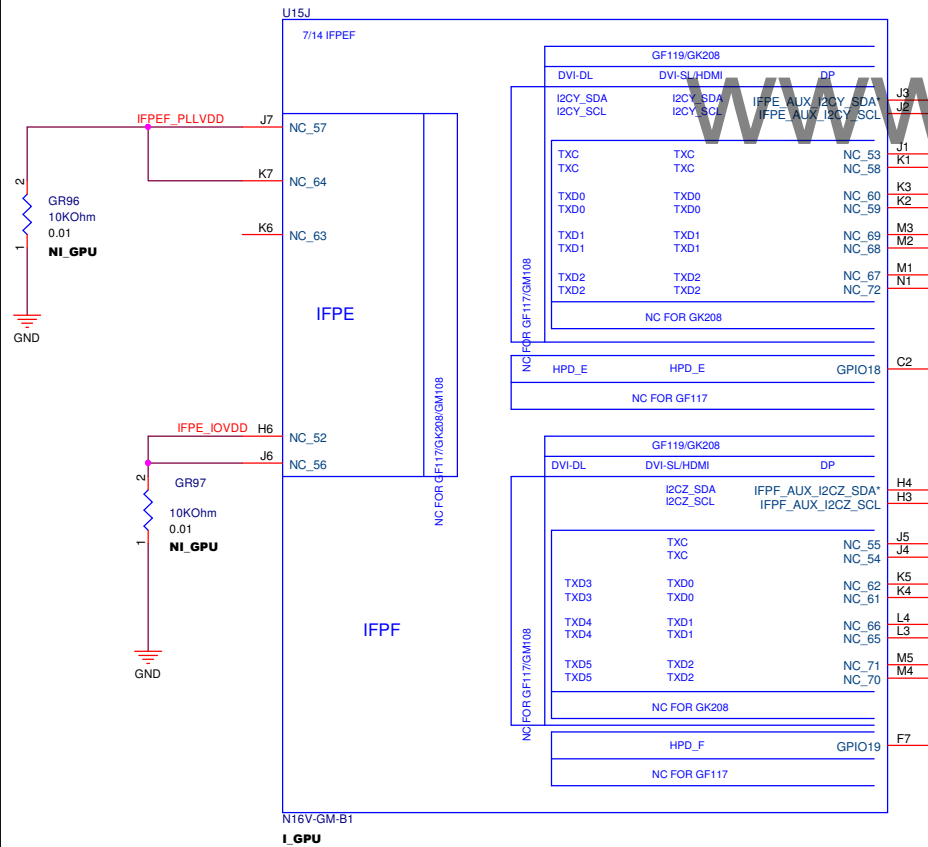 U15J
7/14 IFPEF
GF119/GK208
DVI-DL DVI-SL/HDMI DP
WWW
I2CY_SDA I2CY_SDA IFPE_AUX_I2CY_SDA* J3
I2CY_SCL I2CY_SCL IFPE_AUX_I2CY_SCL J2
IFPEF_PLLVDD J7 NC_57
TXC TXC NC_53 J1
TXC TXC NC_58 K1
K7 NC_64
TXD0 TXD0 NC_60 K3
TXD0 TXD0 NC_59 K2
2
GR96
10KOhm
0.01
1
NI_GPU
GND
K6 NC_63
TXD1 TXD1 NC_69 M3
TXD1 TXD1 NC_68 M2
TXD2 TXD2 NC_67 M1
TXD2 TXD2 NC_72 N1
IFPE
NC FOR GK208
NC FOR GF117/GM108
HPD_E HPD_E GPIO18 C2
NC FOR GF117
NC FOR GF117/GK208/GM108
IFPE_IOVDD H6 NC_52
J6 NC_56
GF119/GK208
DVI-DL DVI-SL/HDMI DP
2
GR97
10KOhm
0.01
1
NI_GPU
GND
I2CZ_SDA IFPF_AUX_I2CZ_SDA* H4
I2CZ_SCL IFPF_AUX_I2CZ_SCL H3
TXC NC_55 J5
TXC NC_54 J4
TXD3 TXD0 NC_62 K5
TXD3 TXD0 NC_61 K4
IFPF
TXD4 TXD1 NC_66 L4
TXD4 TXD1 NC_65 L3
TXD5 TXD2 NC_71 M5
TXD5 TXD2 NC_70 M4
NC FOR GK208
NC FOR GF117/GM108
HPD_F GPIO19 F7
NC FOR GF117
N16V-GM-B1
I_GPU